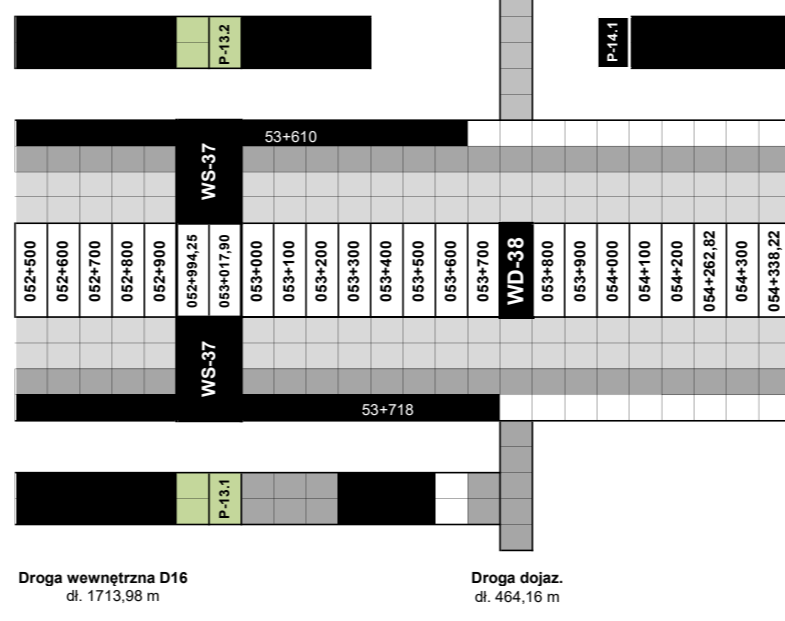 P-13.2
P-14.1
53+610
WS-37
052+500
052+600
052+700
052+800
052+900
052+994,25
053+017,90
053+000
053+100
053+200
053+300
053+400
053+500
053+600
053+700
WD-38
053+800
053+900
054+000
054+100
054+200
054+262,82
054+300
054+338,22
WS-37
53+718
P-13.1
Droga wewnętrzna D16
dł. 1713,98 m
Droga dojaz.
dł. 464,16 m